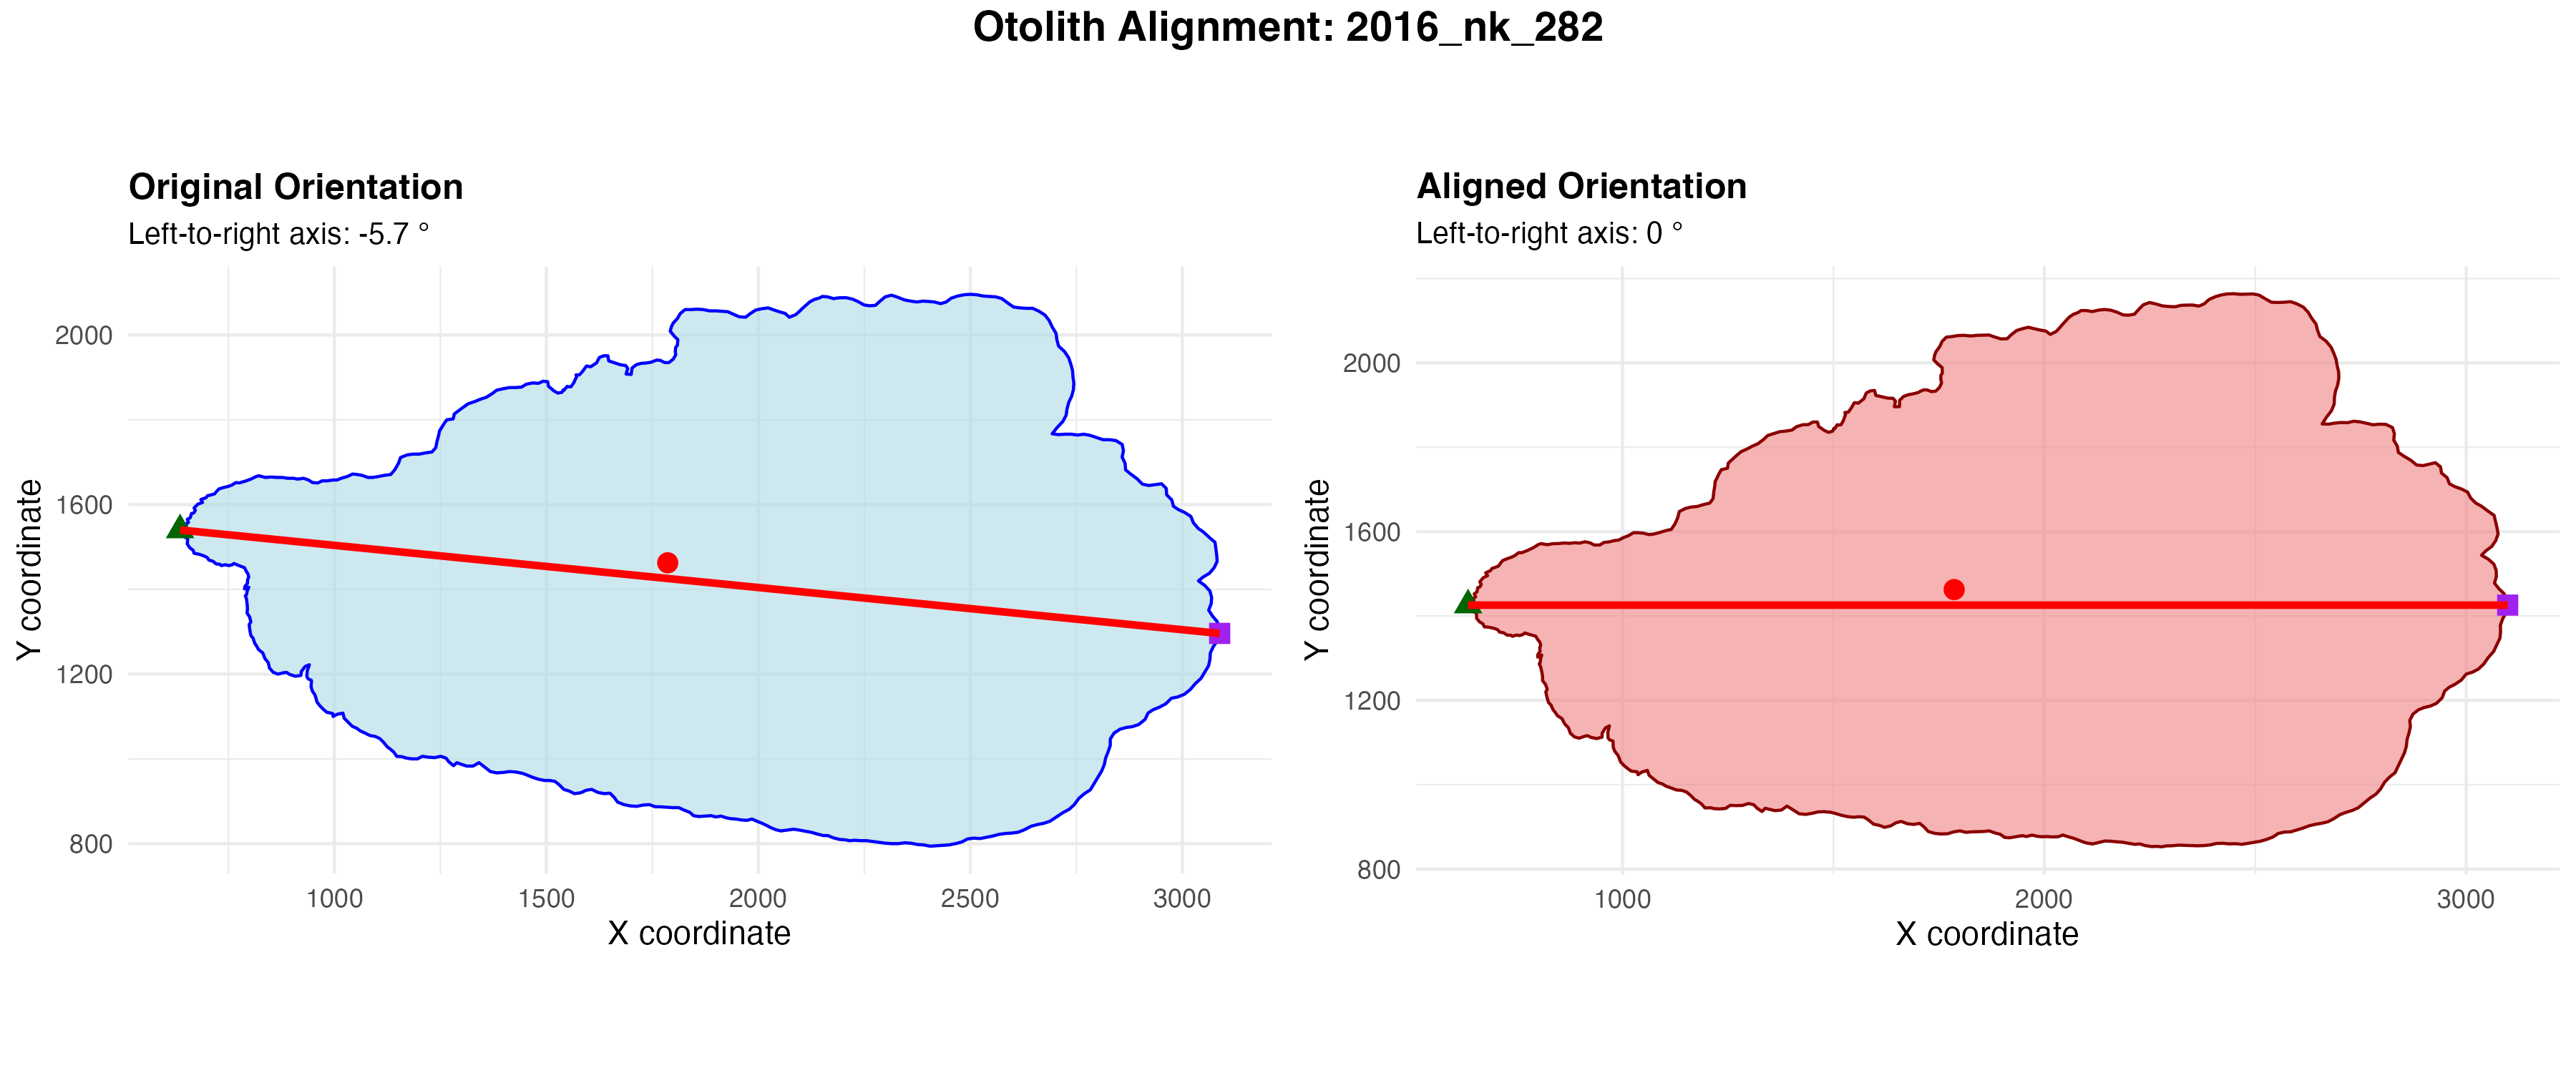 Otolith Alignment: 2016_nk_282
Original Orientation
Left-to-right axis: -5.7 °
Y coordinate
2000
1600
1200
800
1000 1500 2000 2500 3000
X coordinate
Aligned Orientation
Left-to-right axis: 0 °
Y coordinate
2000
1600
1200
800
1000 2000 3000
X coordinate